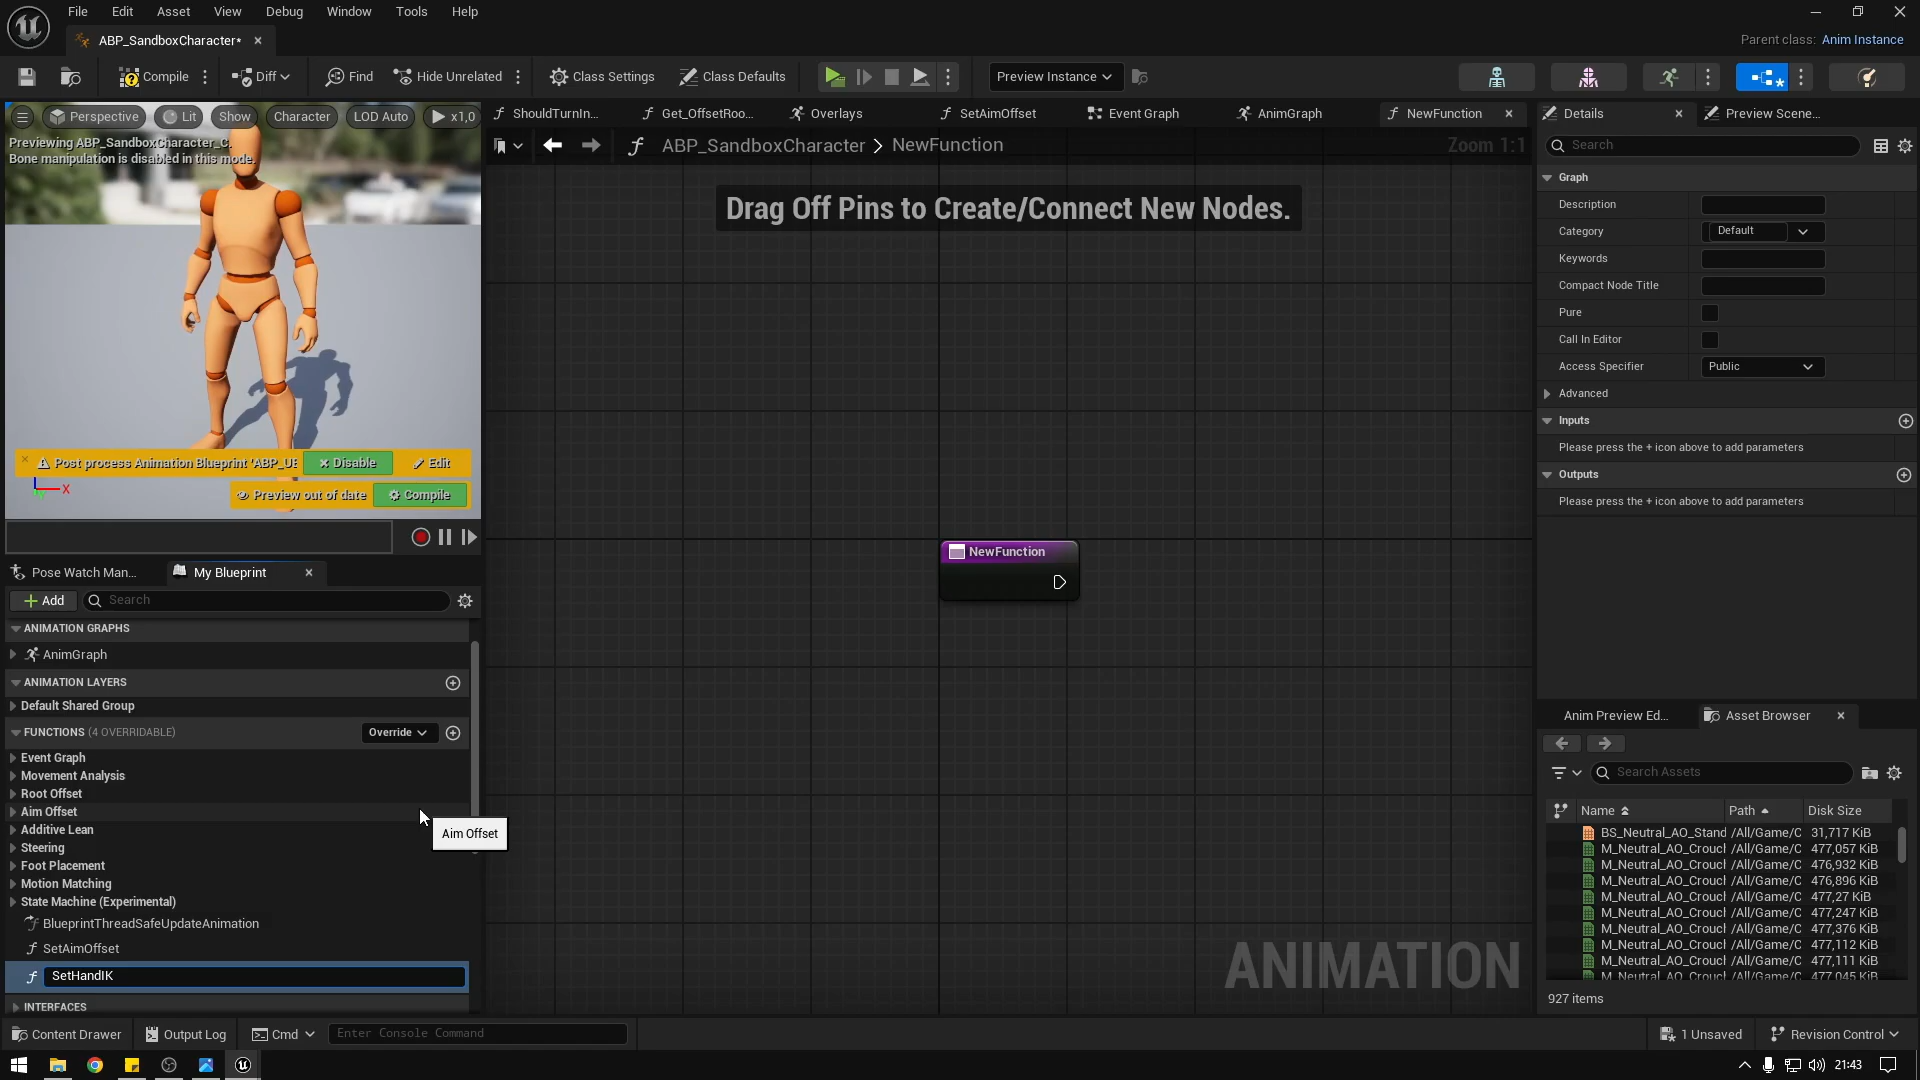 File Edit Asset View Debug Window Tools Help
ABP_SandboxCharacter*
Parent class: Anim Instance
Compile Diff Find Hide Unrelated Class Settings Class Defaults Preview Instance
Perspective Lit Show Character LOD Auto x1,0
Previewing ABP_SandboxCharacter_C.
Bone manipulation is disabled in this mode.
Post process Animation Blueprint 'ABP_UE Disable Edit
X
Preview out of date Compile
ShouldTurnIn... Get_OffsetRoo... Overlays SetAimOffset Event Graph AnimGraph NewFunction
ABP_SandboxCharacter > NewFunction
Zoom 1:1
Drag Off Pins to Create/Connect New Nodes.
NewFunction
ANIMATION
Pose Watch Man... My Blueprint
Add Search
ANIMATION GRAPHS
AnimGraph
ANIMATION LAYERS
Default Shared Group
FUNCTIONS (4 OVERRIDABLE) Override
Event Graph
Movement Analysis
Root Offset
Aim Offset
Additive Lean
Steering
Foot Placement
Motion Matching
State Machine (Experimental)
BlueprintThreadSafeUpdateAnimation
SetAimOffset
SetHandIK
INTERFACES
Aim Offset
Details Preview Scene...
Search
Graph
Description
Category Default
Keywords
Compact Node Title
Pure
Call In Editor
Access Specifier Public
Advanced
Inputs
Please press the + icon above to add parameters
Outputs
Please press the + icon above to add parameters
Anim Preview Ed... Asset Browser
Search Assets
Name Path Disk Size
BS_Neutral_AO_Stand /All/Game/C 31,717 KiB
M_Neutral_AO_Croucl /All/Game/C 477,057 KiB
M_Neutral_AO_Croucl /All/Game/C 476,932 KiB
M_Neutral_AO_Croucl /All/Game/C 476,896 KiB
M_Neutral_AO_Croucl /All/Game/C 477,27 KiB
M_Neutral_AO_Croucl /All/Game/C 477,247 KiB
M_Neutral_AO_Croucl /All/Game/C 477,376 KiB
M_Neutral_AO_Croucl /All/Game/C 477,112 KiB
M_Neutral_AO_Croucl /All/Game/C 477,111 KiB
M_Neutral_AO_Croucl /All/Game/C 477,045 KiB
927 items
Content Drawer Output Log Cmd Enter Console Command
1 Unsaved Revision Control
21:43